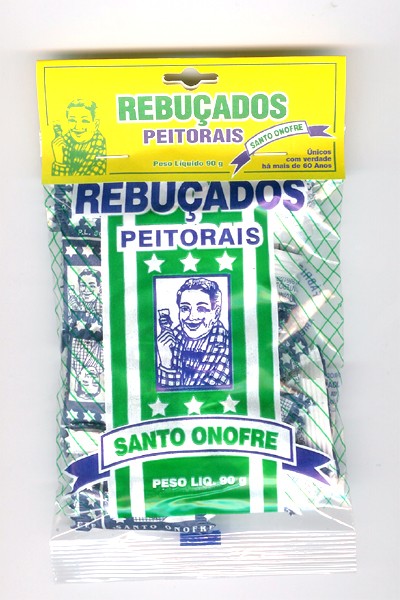 REBUÇADOS
PEITORAIS
SANTO ONOFRE
Peso Líquido 90 g
Únicos
com verdade
há mais de 60 Anos
REBUÇADOS
PEITORAIS
SANTO ONOFRE
PESO LIQ. 90 g
SANTO ONOFRE